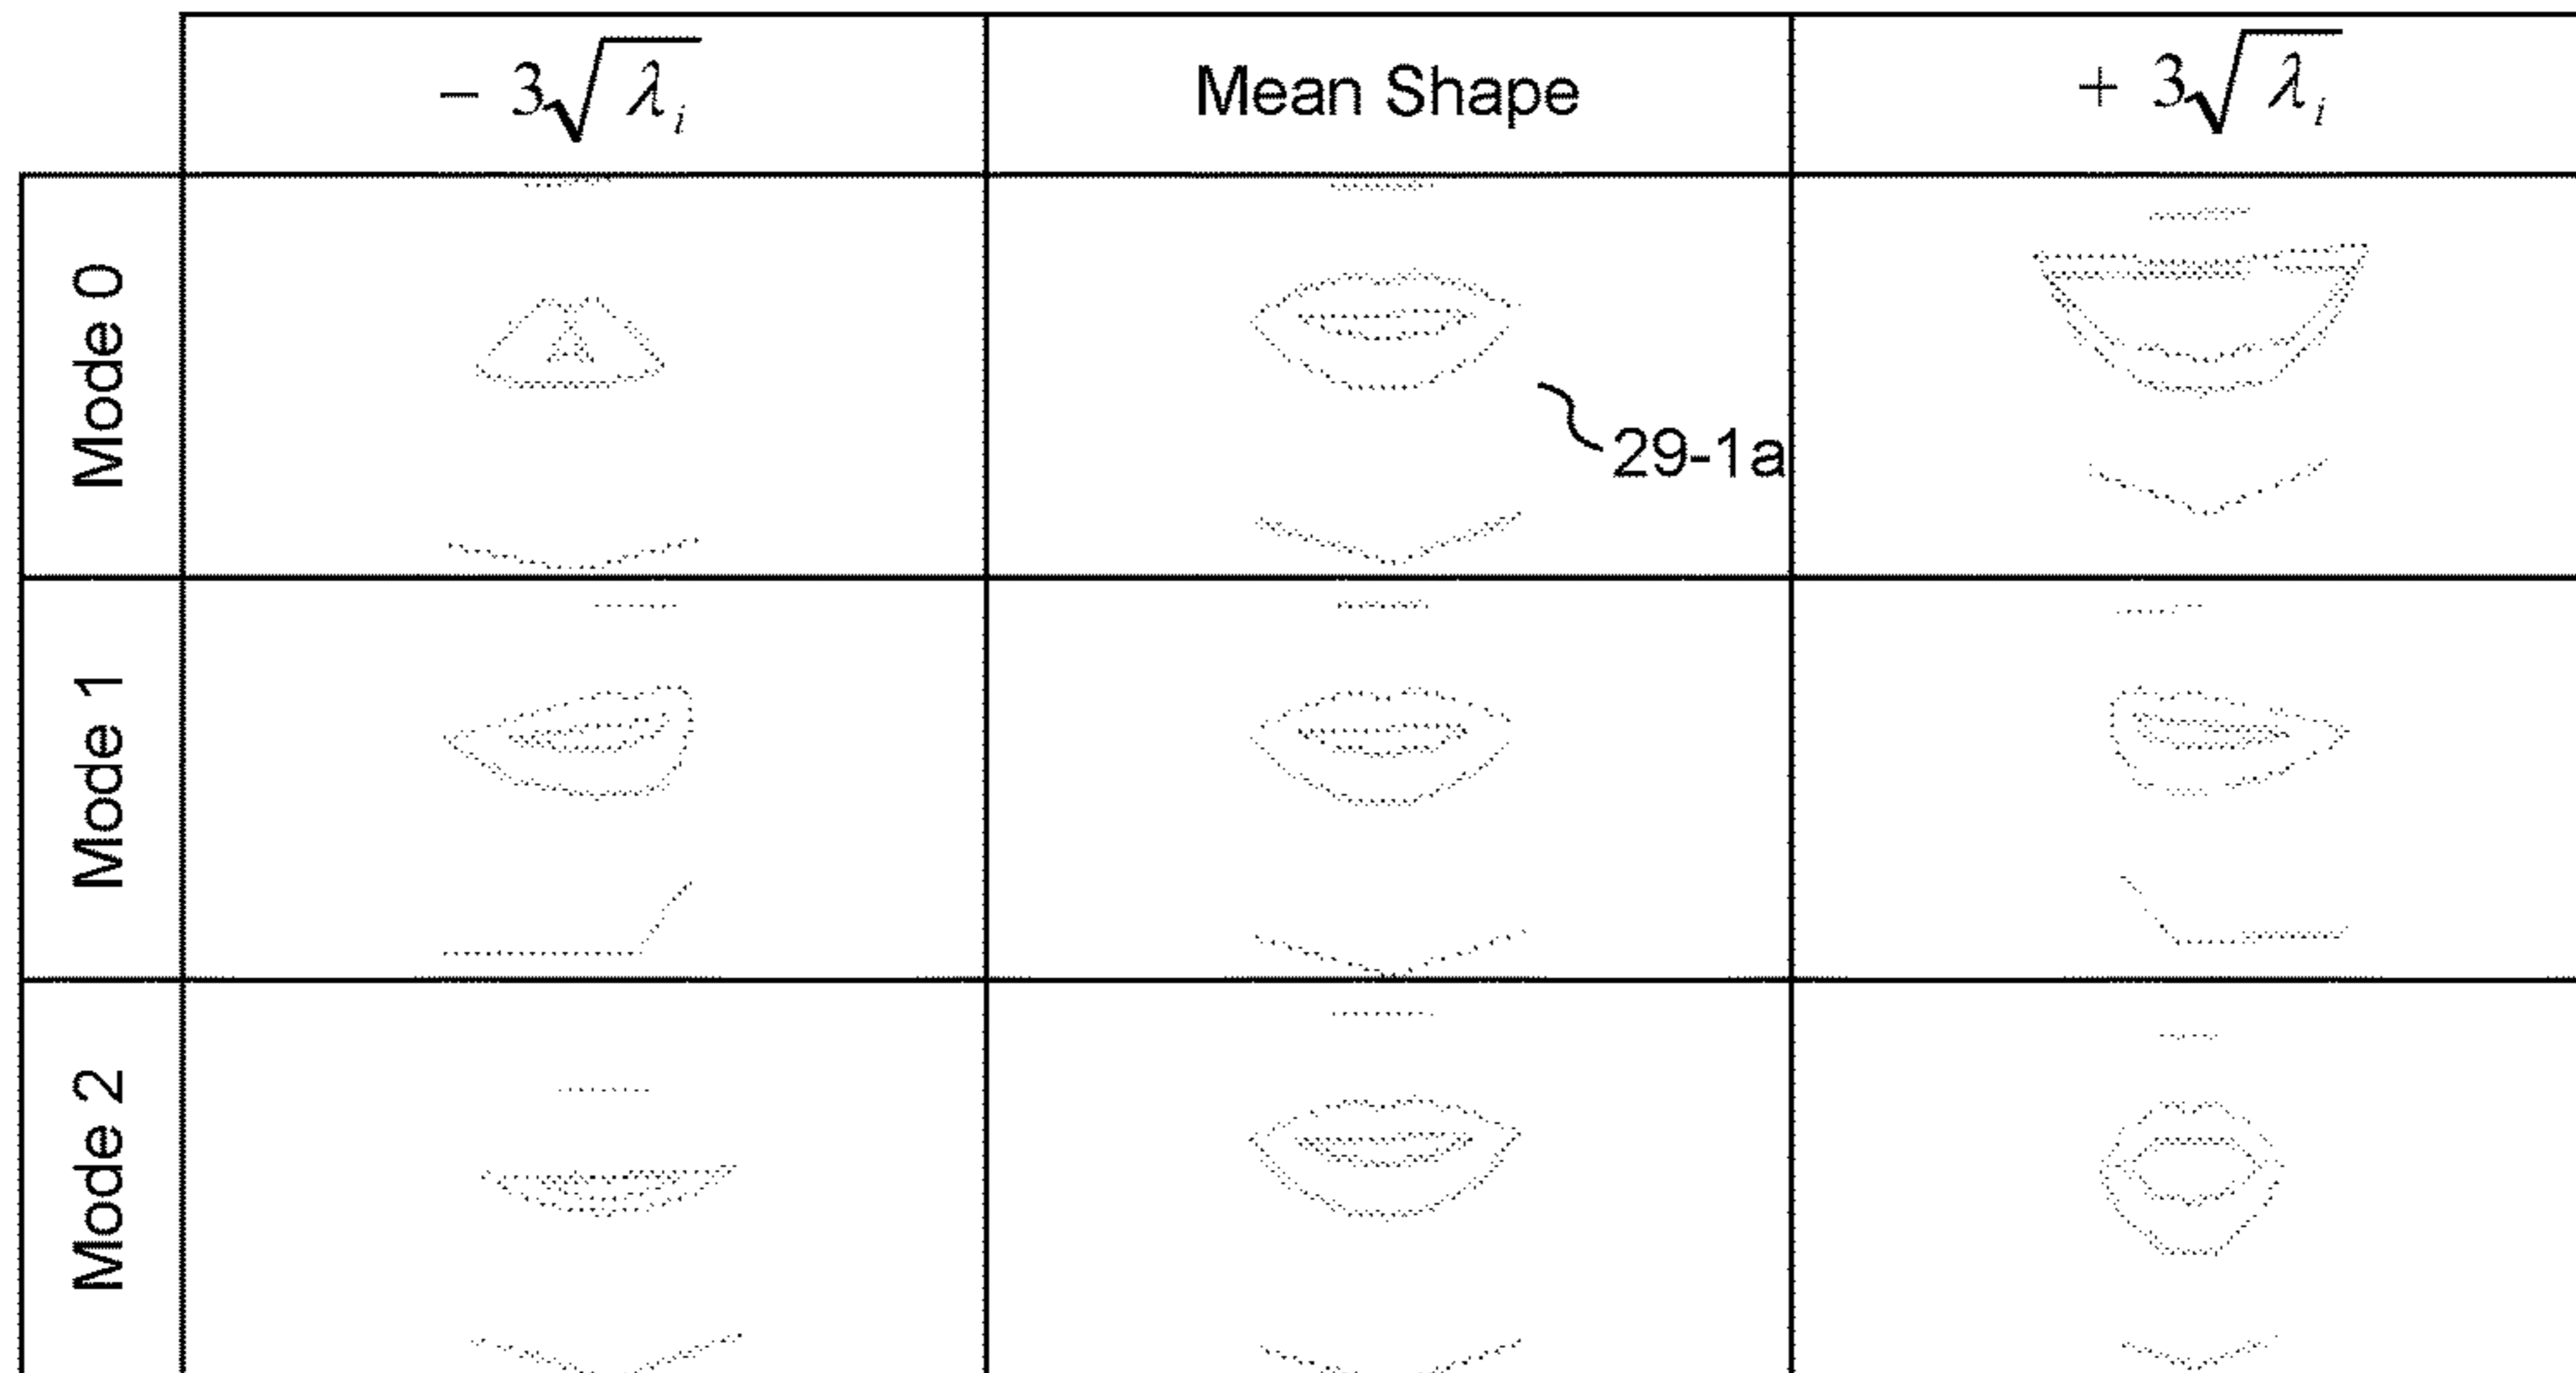 − 3√λi
Mean Shape
+ 3√λi
Mode 0
29-1a
Mode 1
Mode 2